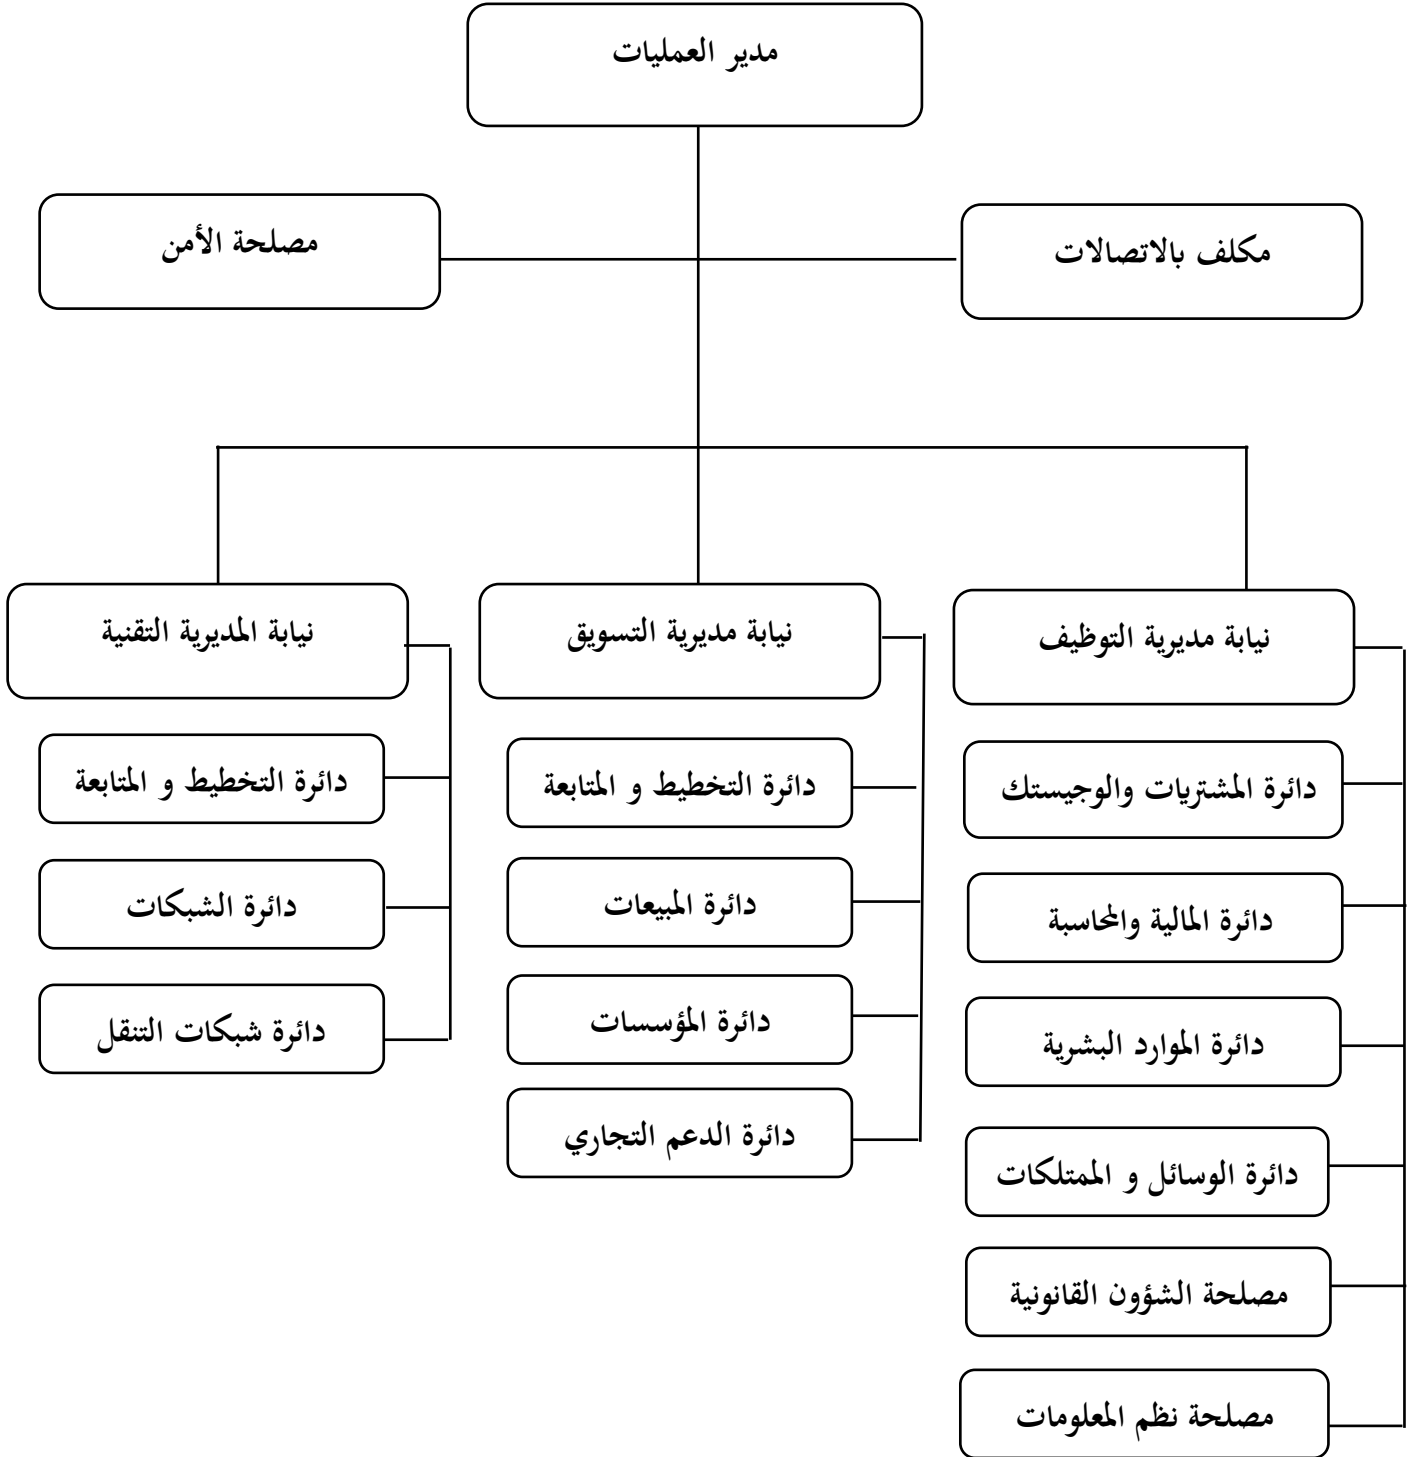 مدير العمليات
مكلف بالاتصالات
مصلحة الأمن
نيابة مديرية التوظيف
دائرة المشتريات والوجيستك
دائرة المالية والمحاسبة
دائرة الموارد البشرية
دائرة الوسائل و الممتلكات
مصلحة الشؤون القانونية
مصلحة نظم المعلومات
نيابة مديرية التسويق
دائرة التخطيط و المتابعة
دائرة المبيعات
دائرة المؤسسات
دائرة الدعم التجاري
نيابة المديرية التقنية
دائرة التخطيط و المتابعة
دائرة الشبكات
دائرة شبكات التنقل